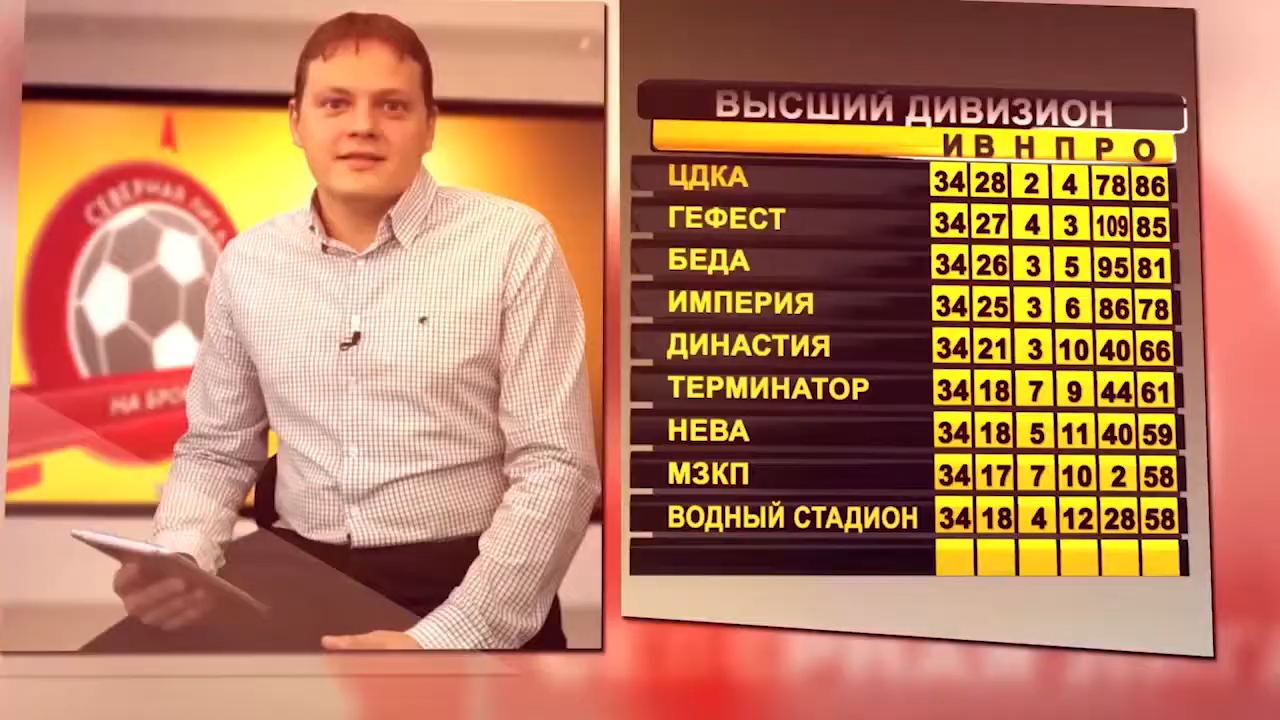 СЕВЕРНАЯ
НА БРО
ВЫСШИЙ ДИВИЗИОН
И В Н П Р О
ЦДКА 34 28 2 4 78 86
ГЕФЕСТ 34 27 4 3 109 85
БЕДА 34 26 3 5 95 81
ИМПЕРИЯ 34 25 3 6 86 78
ДИНАСТИЯ 34 21 3 10 40 66
ТЕРМИНАТОР 34 18 7 9 44 61
НЕВА 34 18 5 11 40 59
МЗКП 34 17 7 10 2 58
ВОДНЫЙ СТАДИОН 34 18 4 12 28 58